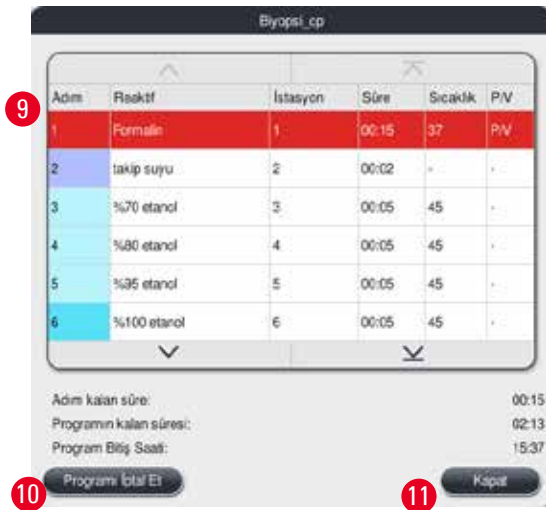 Biyopsi_cp
Adım Reaktif İstasyon Süre Sıcaklık P/V
9
1 Formalin 1 00:15 37 P/V
2 takip suyu 2 00:02 - -
3 %70 etanol 3 00:05 45 -
4 %80 etanol 4 00:05 45 -
5 %95 etanol 5 00:05 45 -
6 %100 etanol 6 00:05 45 -
Adım kalan süre: 00:15
Programın kalan süresi: 02:13
Program Bitiş Saati: 15:37
10 Programı İptal Et 11 Kapat